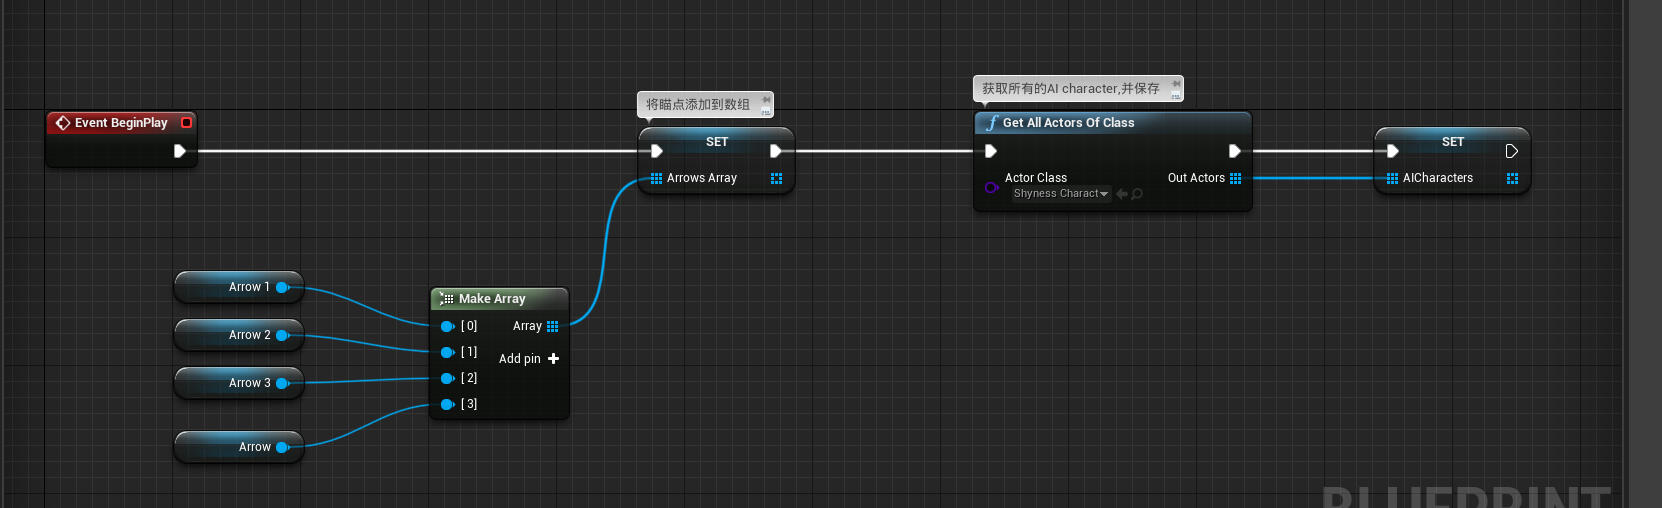 获取所有的AI character,并保存
将瞄点添加到数组
Event BeginPlay
SET
Arrows Array
Get All Actors Of Class
Actor Class
Shyness Charact
Out Actors
SET
AICharacters
Arrow 1
Arrow 2
Arrow 3
Arrow
Make Array
[0]
Array
[1]
Add pin
[2]
[3]
BLUEPRINT